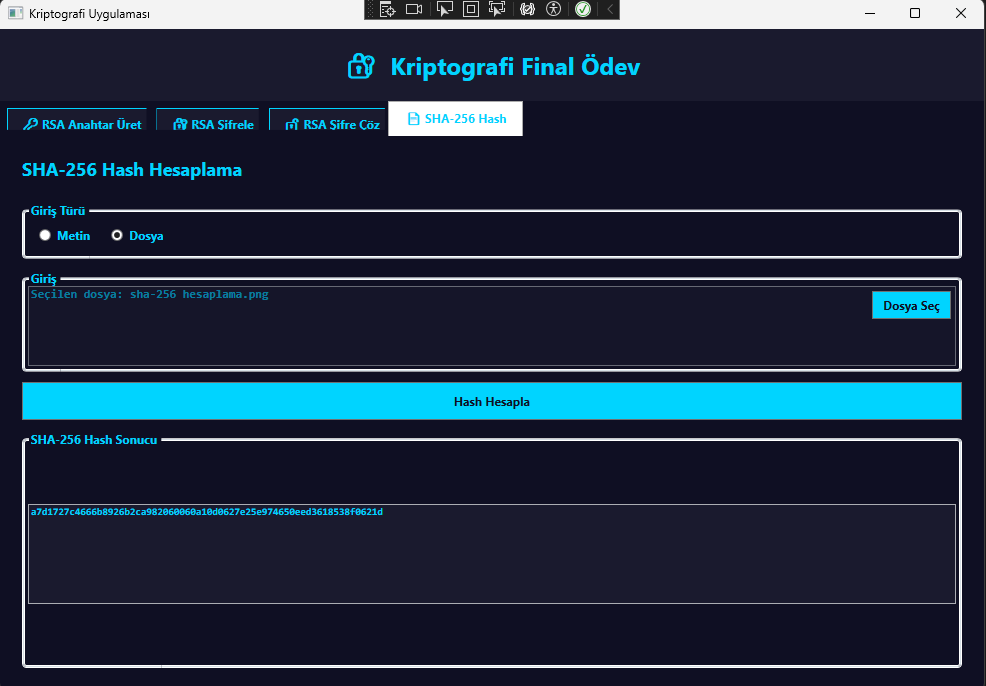 Kriptografi Uygulaması
Kriptografi Final Ödev
RSA Anahtar Üret
RSA Şifrele
RSA Şifre Çöz
SHA-256 Hash
SHA-256 Hash Hesaplama
Giriş Türü
Metin
Dosya
Giriş
Seçilen dosya: sha-256 hesaplama.png
Dosya Seç
Hash Hesapla
SHA-256 Hash Sonucu
a7d1727c4666b8926b2ca982060060a10d0627e25e974650eed3618538f0621d